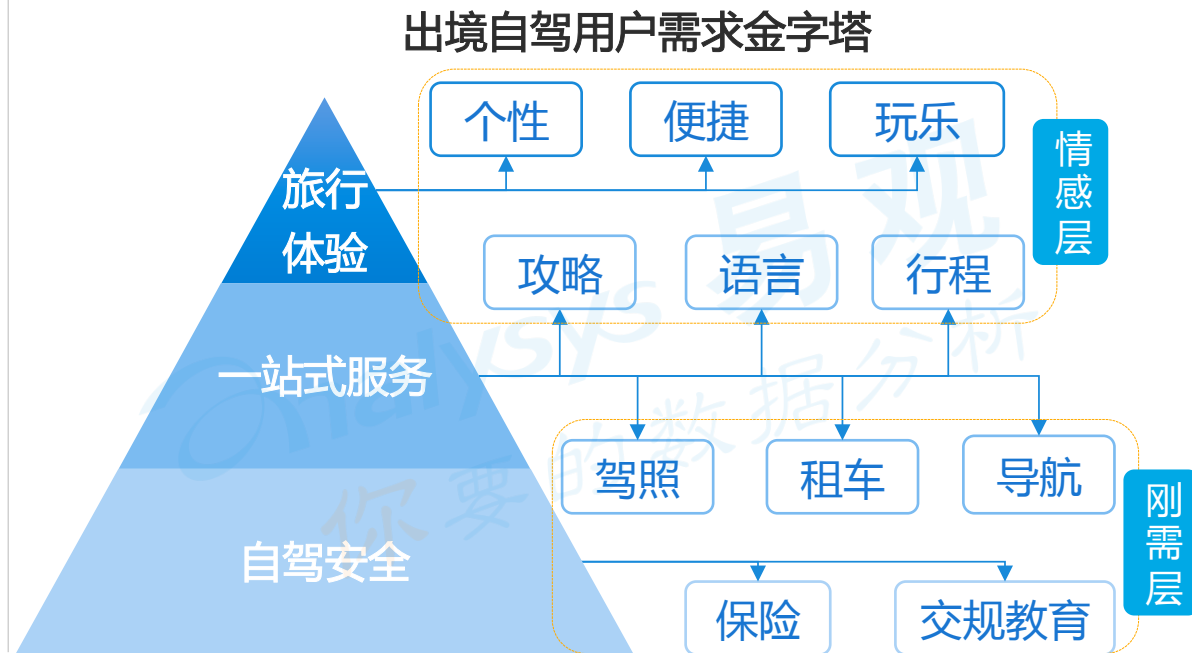 出境自驾用户需求金字塔
个性
便捷
玩乐
情感层
旅行
体验
攻略
语言
行程
一站式服务
驾照
租车
导航
刚需层
自驾安全
保险
交规教育
analysys 易观
你要的数据分析